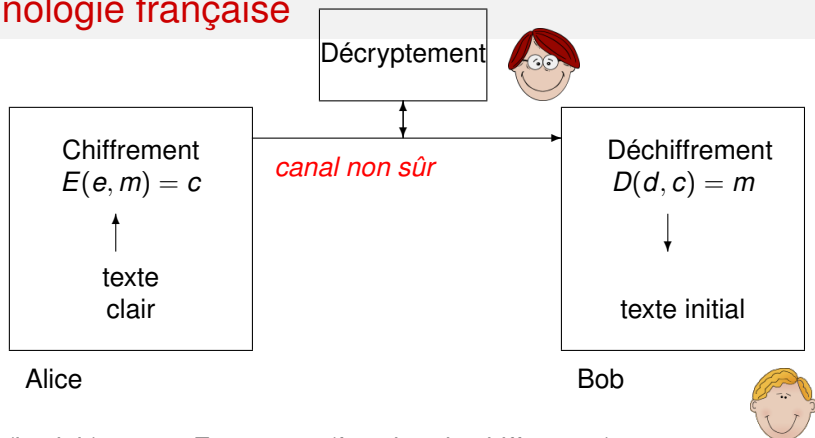 nologie française
Décryptement
Chiffrement
E(e, m) = c
canal non sûr
Déchiffrement
D(d, c) = m
texte
clair
texte initial
Alice
Bob